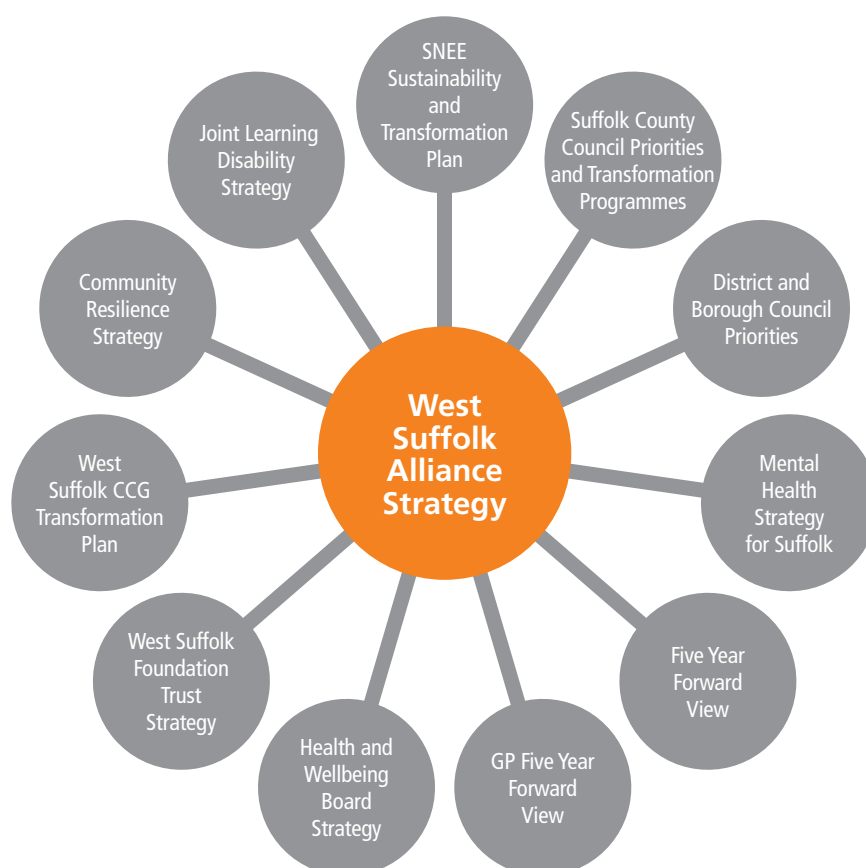 SNEE
Sustainability
and
Transformation
Plan
Suffolk County
Council Priorities
and Transformation
Programmes
District and
Borough Council
Priorities
Mental
Health
Strategy
for Suffolk
Five Year
Forward
View
GP Five Year
Forward
View
Health and
Wellbeing
Board
Strategy
West Suffolk
Foundation
Trust
Strategy
West
Suffolk CCG
Transformation
Plan
Community
Resilience
Strategy
Joint Learning
Disability
Strategy
West
Suffolk
Alliance
Strategy